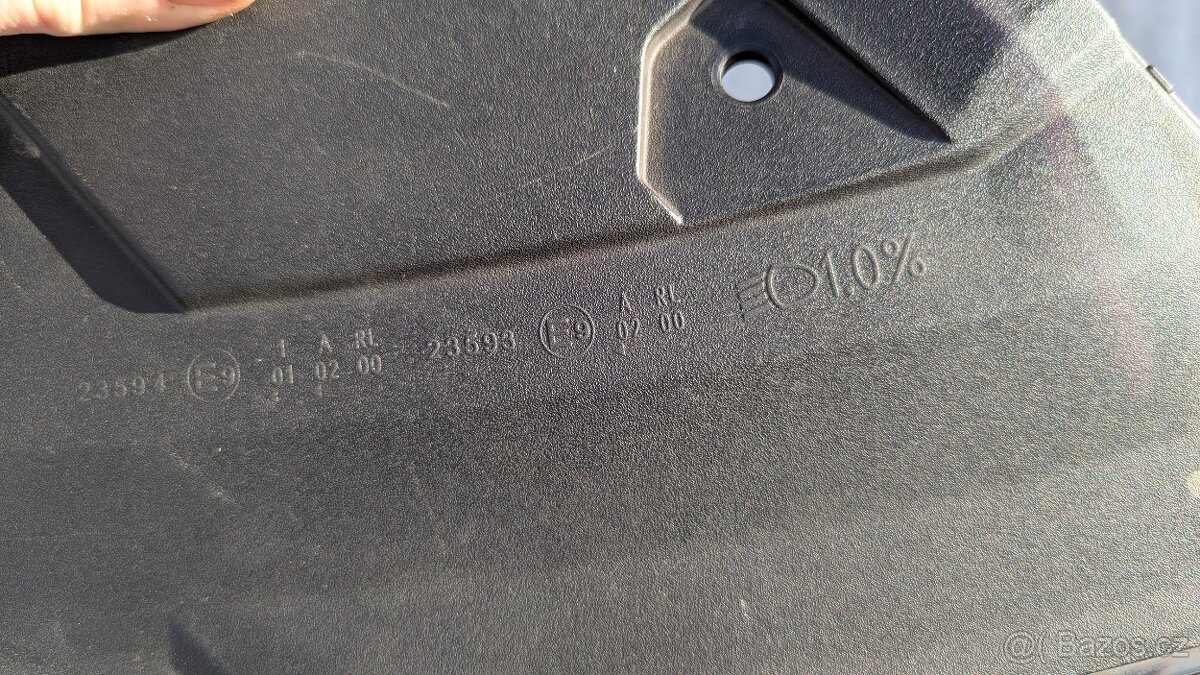 1 A RL
23594 E9 01 02 00
A RL
23593 E9 02 00
1.0%
@( Bazos.cz